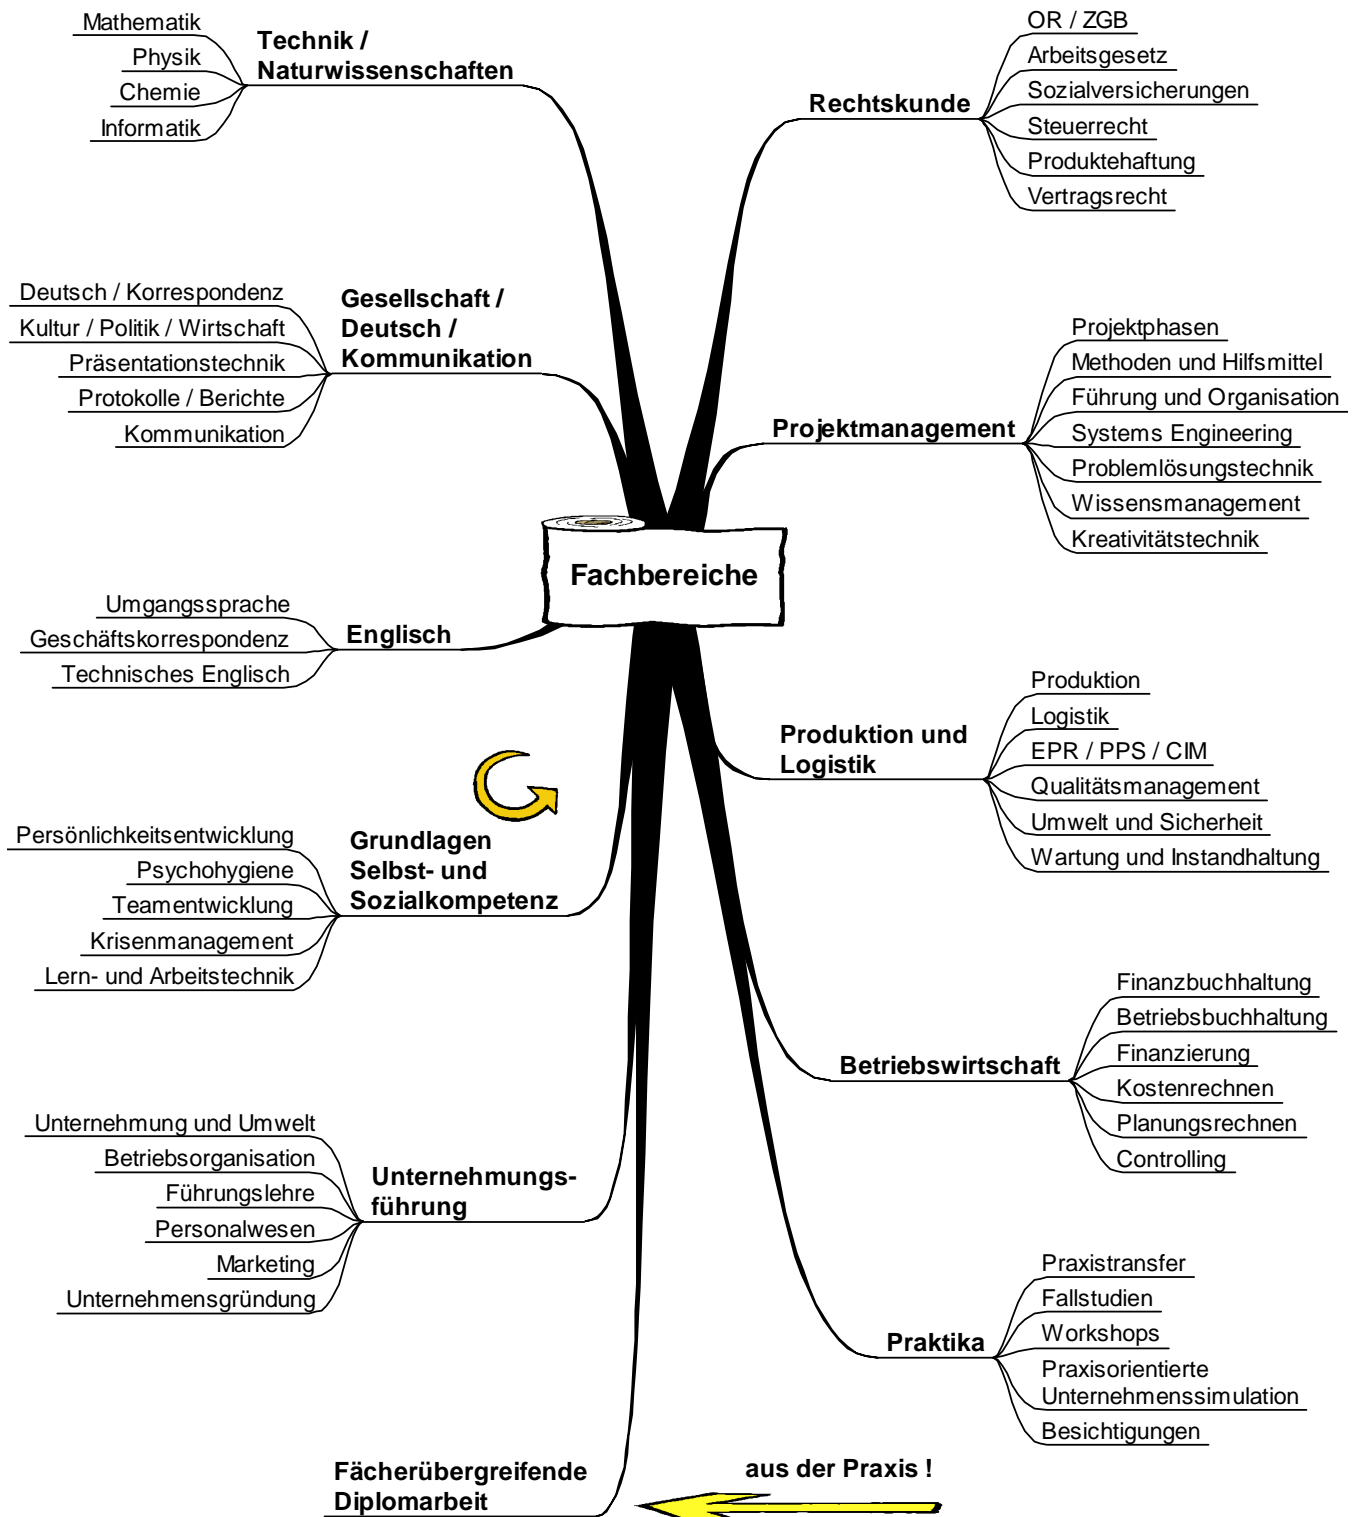 Fachbereiche
Technik /
Naturwissenschaften
Mathematik
Physik
Chemie
Informatik
Gesellschaft /
Deutsch /
Kommunikation
Deutsch / Korrespondenz
Kultur / Politik / Wirtschaft
Präsentationstechnik
Protokolle / Berichte
Kommunikation
Englisch
Umgangssprache
Geschäftskorrespondenz
Technisches Englisch
Grundlagen
Selbst- und
Sozialkompetenz
Persönlichkeitsentwicklung
Psychohygiene
Teamentwicklung
Krisenmanagement
Lern- und Arbeitstechnik
Unternehmungs-
führung
Unternehmung und Umwelt
Betriebsorganisation
Führungslehre
Personalwesen
Marketing
Unternehmensgründung
Fächerübergreifende
Diplomarbeit
aus der Praxis !
Rechtskunde
OR / ZGB
Arbeitsgesetz
Sozialversicherungen
Steuerrecht
Produktehaftung
Vertragsrecht
Projektmanagement
Projektphasen
Methoden und Hilfsmittel
Führung und Organisation
Systems Engineering
Problemlösungstechnik
Wissensmanagement
Kreativitätstechnik
Produktion und
Logistik
Produktion
Logistik
EPR / PPS / CIM
Qualitätsmanagement
Umwelt und Sicherheit
Wartung und Instandhaltung
Betriebswirtschaft
Finanzbuchhaltung
Betriebsbuchhaltung
Finanzierung
Kostenrechnen
Planungsrechnen
Controlling
Praktika
Praxistransfer
Fallstudien
Workshops
Praxisorientierte
Unternehmenssimulation
Besichtigungen